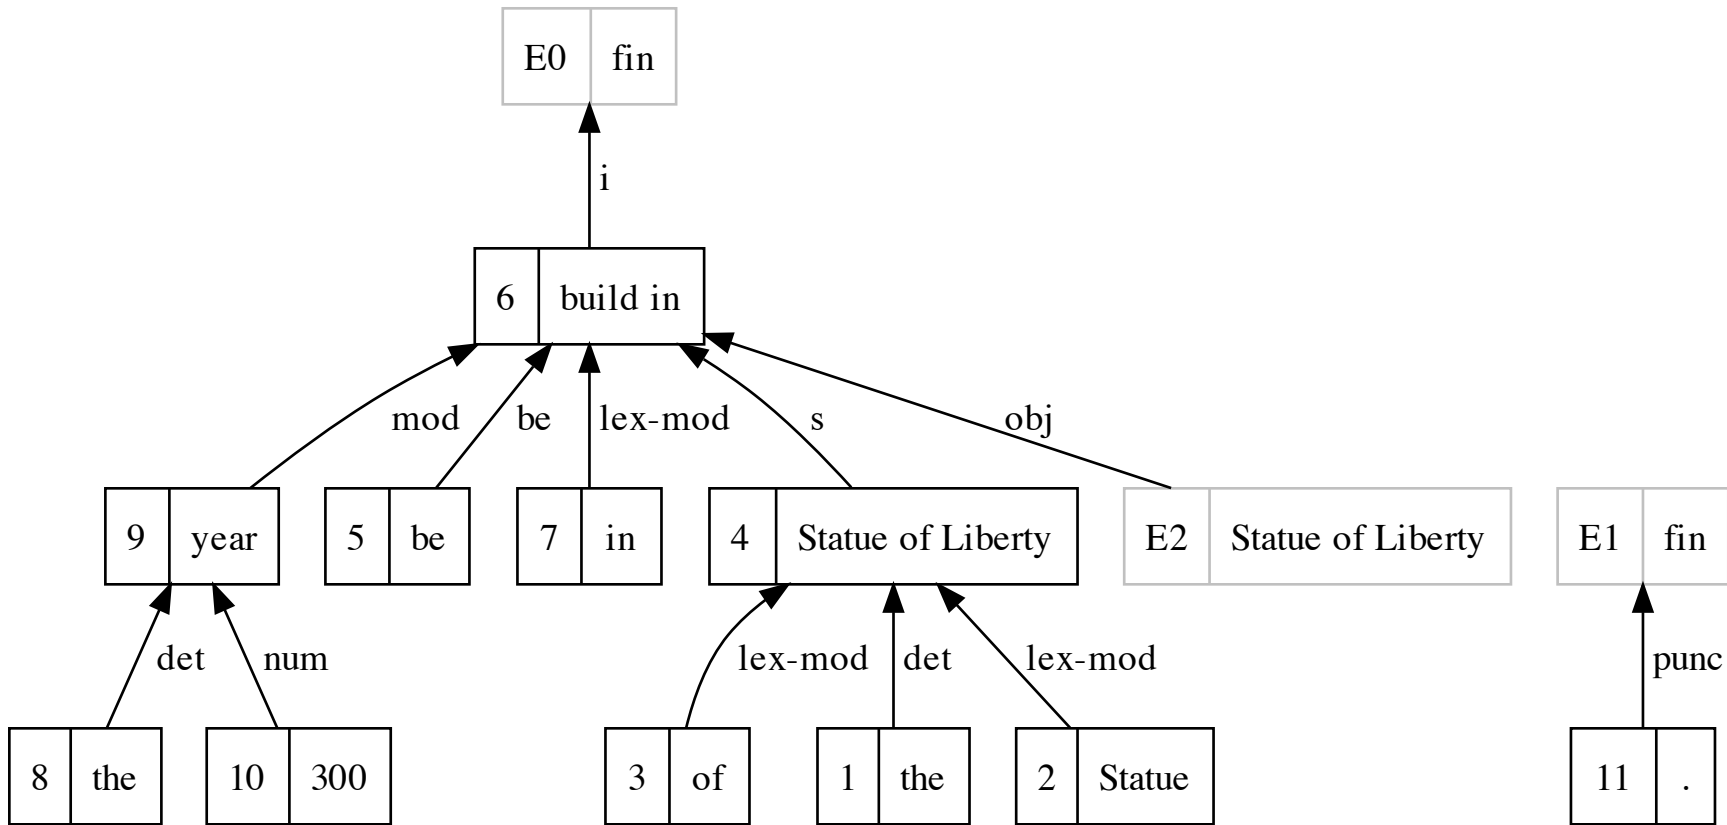 E0 fin
i
6 build in
mod be lex-mod s obj
9 year 5 be 7 in 4 Statue of Liberty E2 Statue of Liberty E1 fin
det num lex-mod det lex-mod punc
8 the 10 300 3 of 1 the 2 Statue 11 .